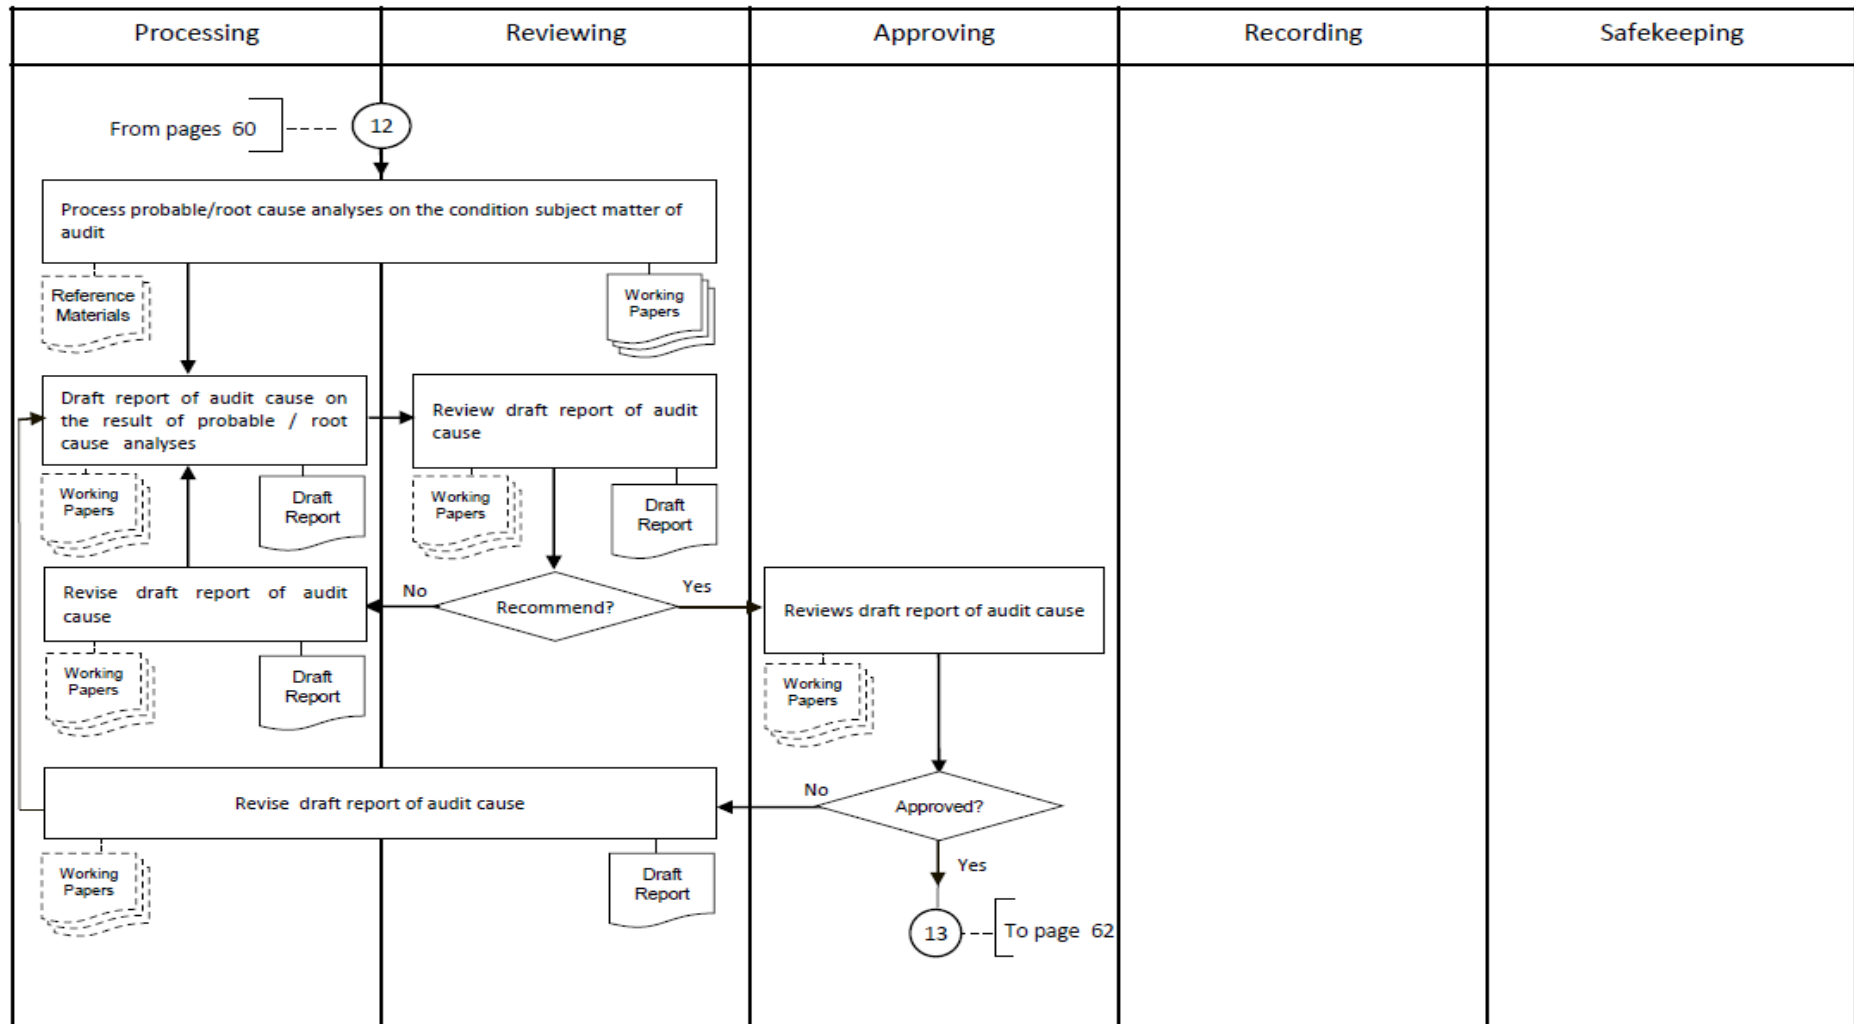 Processing
Reviewing
Approving
Recording
Safekeeping
From pages 60
12
Process probable/root cause analyses on the condition subject matter of
audit
Reference
Materials
Working
Papers
Draft report of audit cause on
the result of probable / root
cause analyses
Review draft report of audit
cause
Working
Papers
Draft
Report
Working
Papers
Draft
Report
Revise draft report of audit
cause
No
Recommend?
Yes
Reviews draft report of audit cause
Working
Papers
Draft
Report
Working
Papers
Revise draft report of audit cause
No
Approved?
Working
Papers
Draft
Report
Yes
13
To page 62